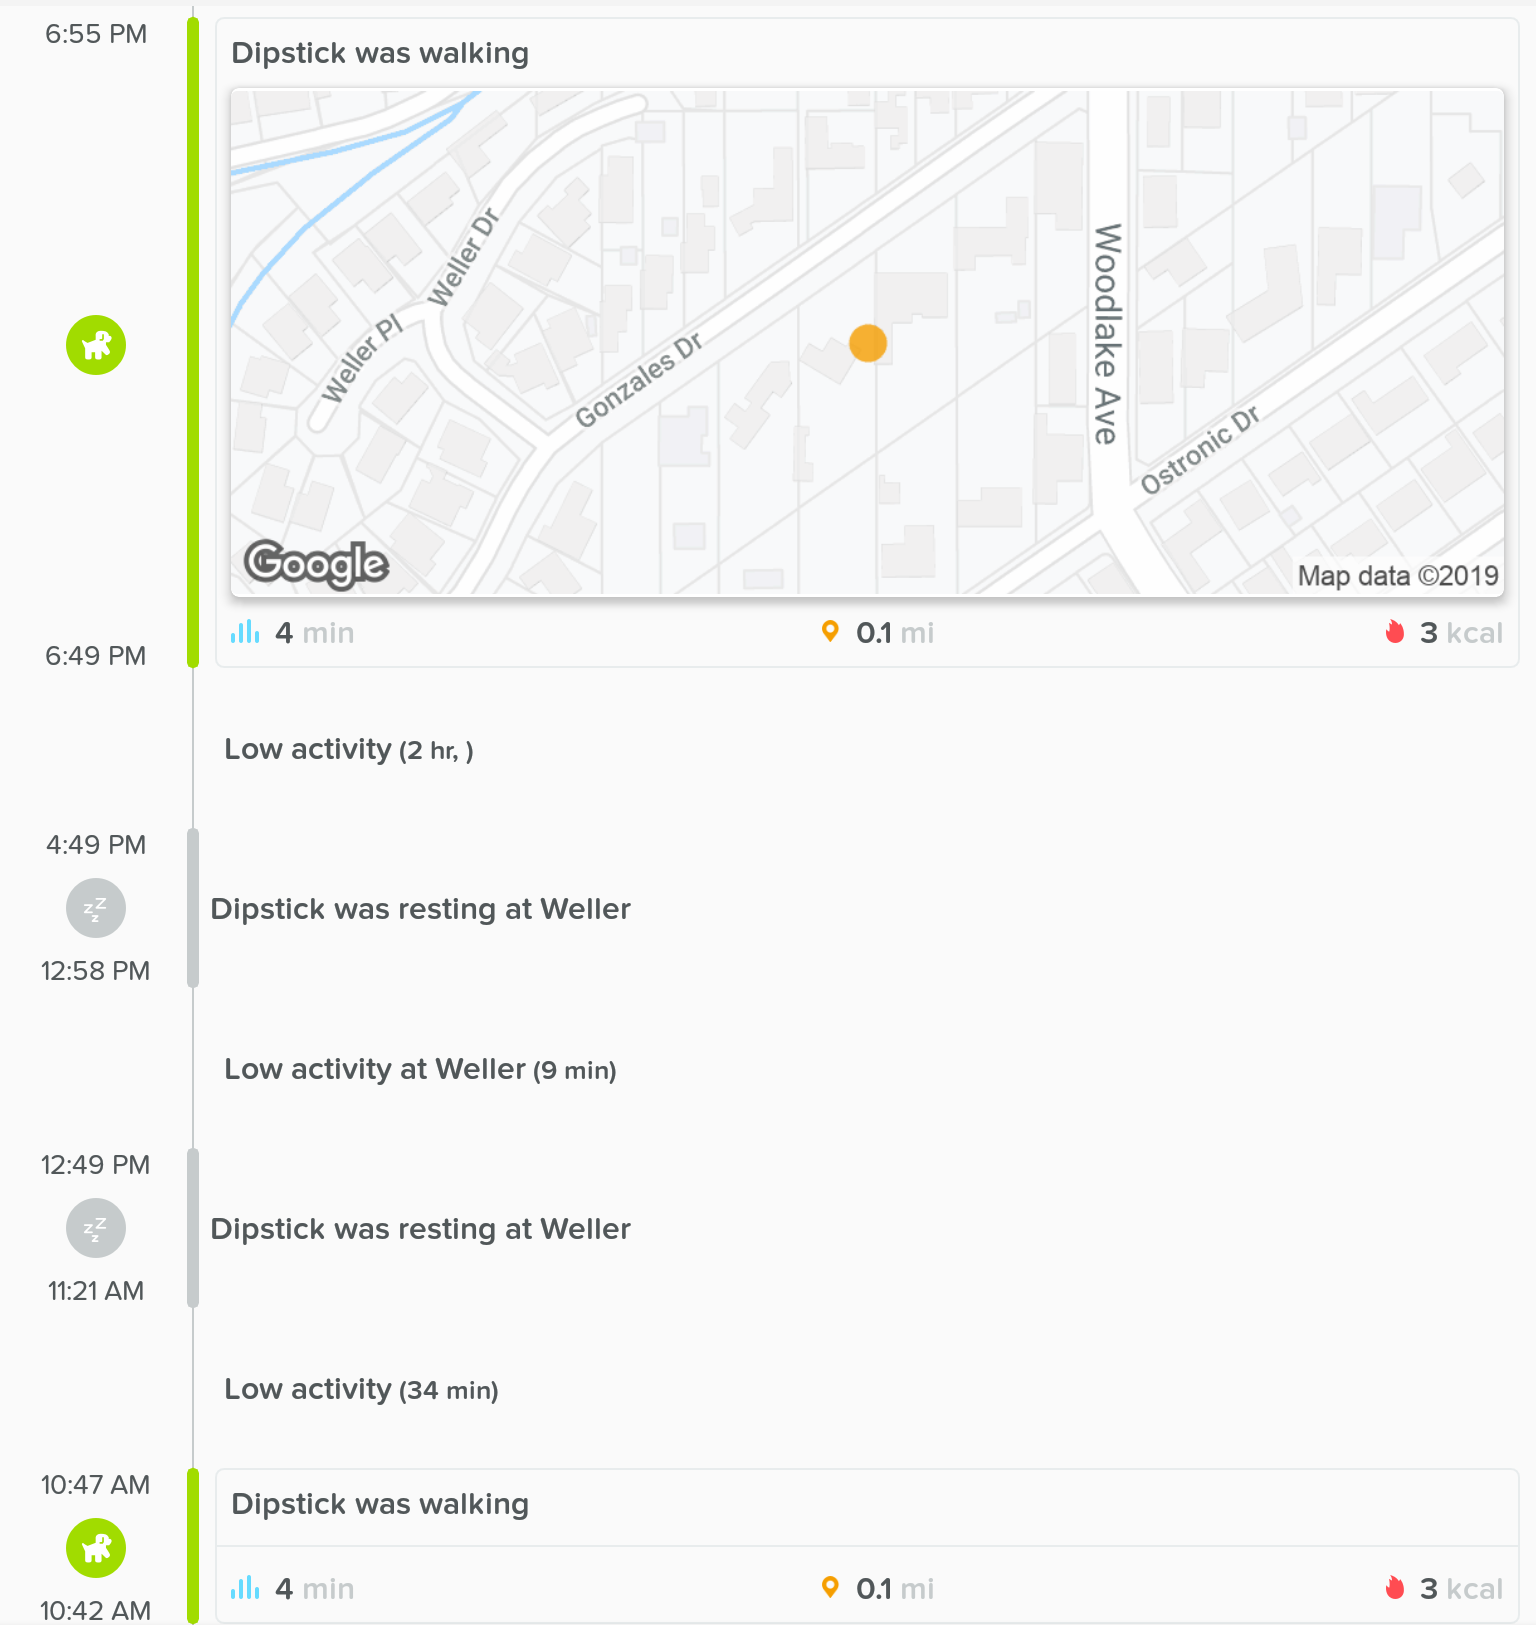 6:55 PM
Dipstick was walking
Weller Dr
Weller Pl
Gonzales Dr
Woodlake Ave
Ostronic Dr
Google
Map data ©2019
4 min
0.1 mi
3 kcal
6:49 PM
Low activity (2 hr, )
4:49 PM
zzz
Dipstick was resting at Weller
12:58 PM
Low activity at Weller (9 min)
12:49 PM
zzz
Dipstick was resting at Weller
11:21 AM
Low activity (34 min)
10:47 AM
Dipstick was walking
4 min
0.1 mi
3 kcal
10:42 AM